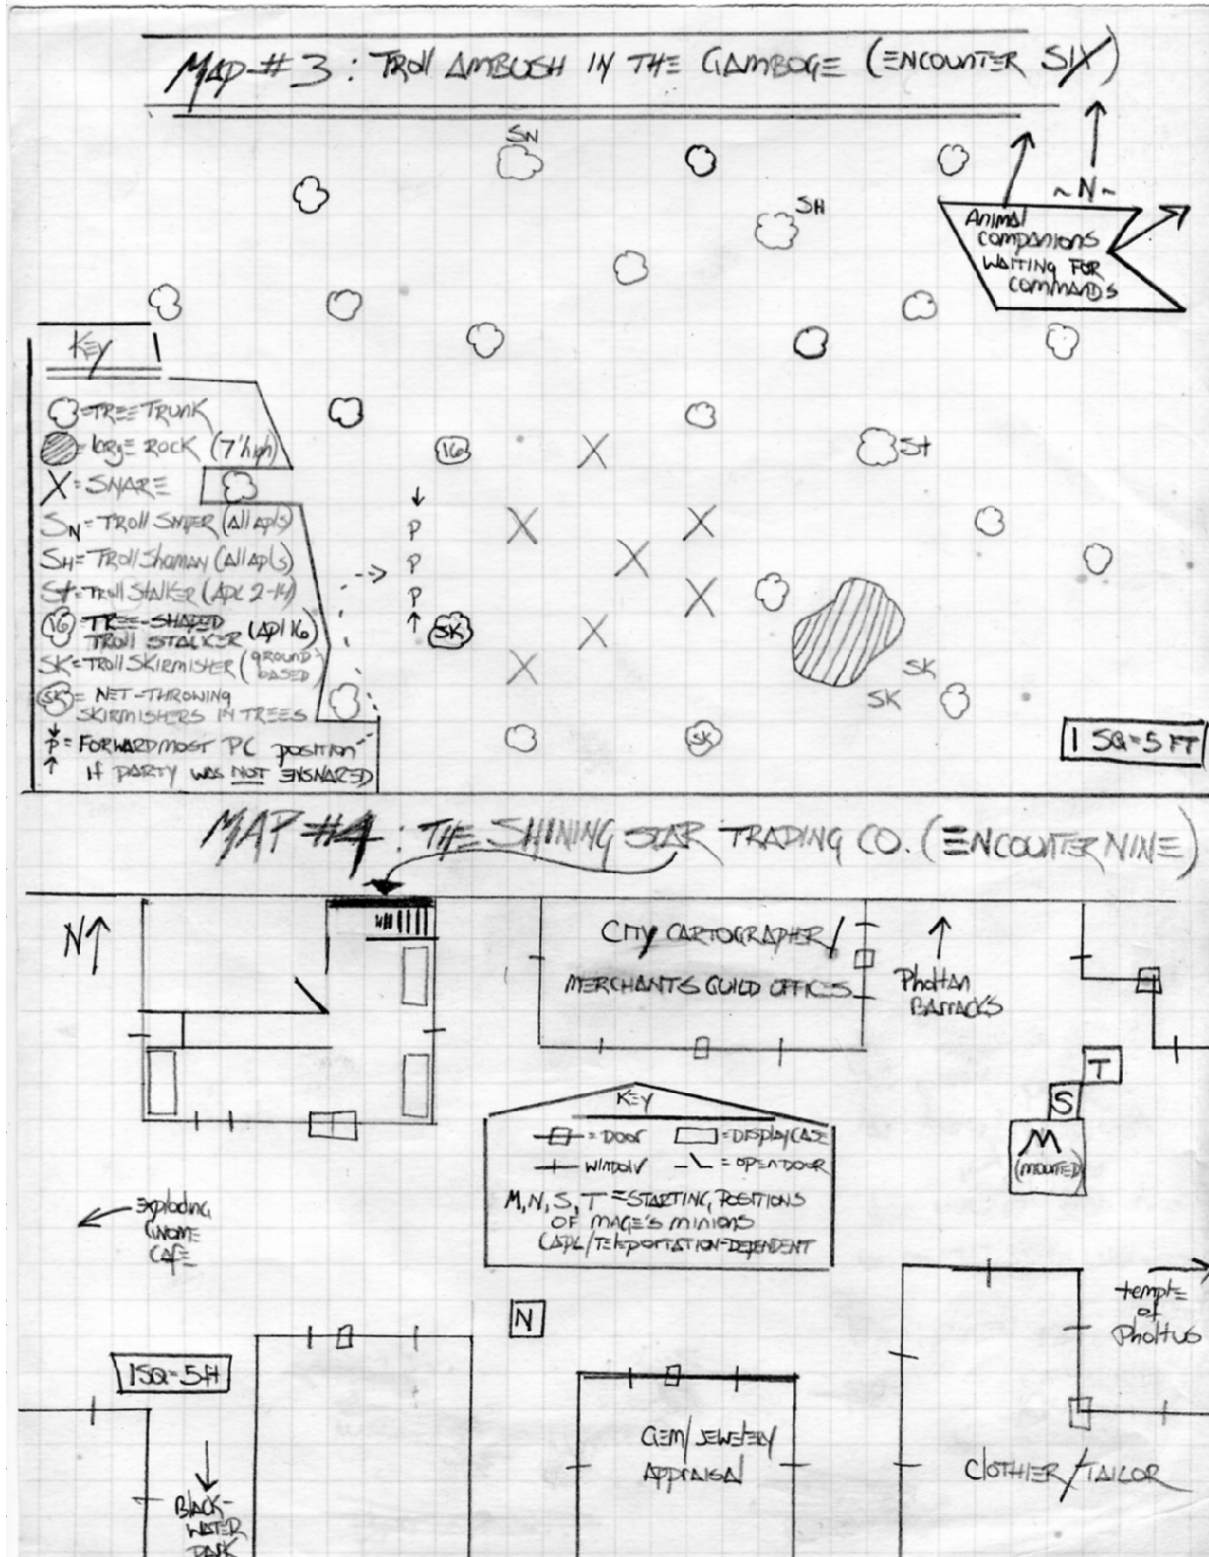 MAP #3: TROLL AMBUSH IN THE GAMBOGE (ENCOUNTER SIX)
SN
SH
~N~
ANIMAL
COMPANIONS
WAITING FOR
COMMANDS
KEY
=TREE TRUNK
= large ROCK (7' high)
X = SNARE
SN = TROLL SNIPER (All apls)
SH = TROLL Shaman (All apls)
St = TROLL Stalker (APL 2-14)
16 = TREE-SHAPED
TROLL STALKER (Apl 16)
SK = TROLL SKIRMISHER (GROUND-
BASED)
SK = NET-THROWING
SKIRMISHERS IN TREES
P = FORWARDMOST PC POSITION
IF PARTY WAS NOT ENSNARED
16
X
St
P
X
X
P
X
P
X
SK
X
X
SK
SK
SK
1 SQ = 5 FT
MAP #4: THE SHINING STAR TRADING CO. (ENCOUNTER NINE)
N
CITY CARTOGRAPHER/
MERCHANTS GUILD OFFICES
Pholtan
BARRACKS
T
S
M
(MOUNTED)
KEY
= DOOR
= DISPLAY CASE
= WINDOW
= OPEN DOOR
M, N, S, T = STARTING POSITIONS
OF MAGE'S MINIONS
(APL/TELEPORTATION-DEPENDENT
Exploding
GNOME
CAFE
N
temple
of
Pholtus
1 SQ = 5 ft
GEM/JEWELERY
APPRAISAL
CLOTHIER/TAILOR
BLACK-
WATER
PARK